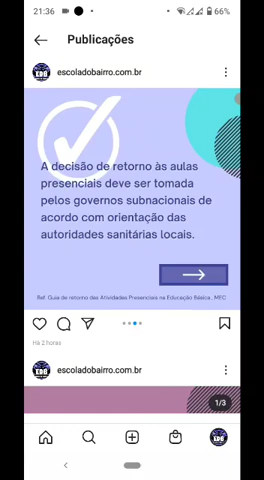 21:36
66%
Publicações
escoladobairro.com.br
A decisão de retorno às aulas
presenciais deve ser tomada
pelos governos subnacionais de
acordo com orientação das
autoridades sanitárias locais.
Ref. Guia de retorno das Atividades Presenciais na Educação Básica, MEC
Há 2 horas
EDB
escoladobairro.com.br
1/3